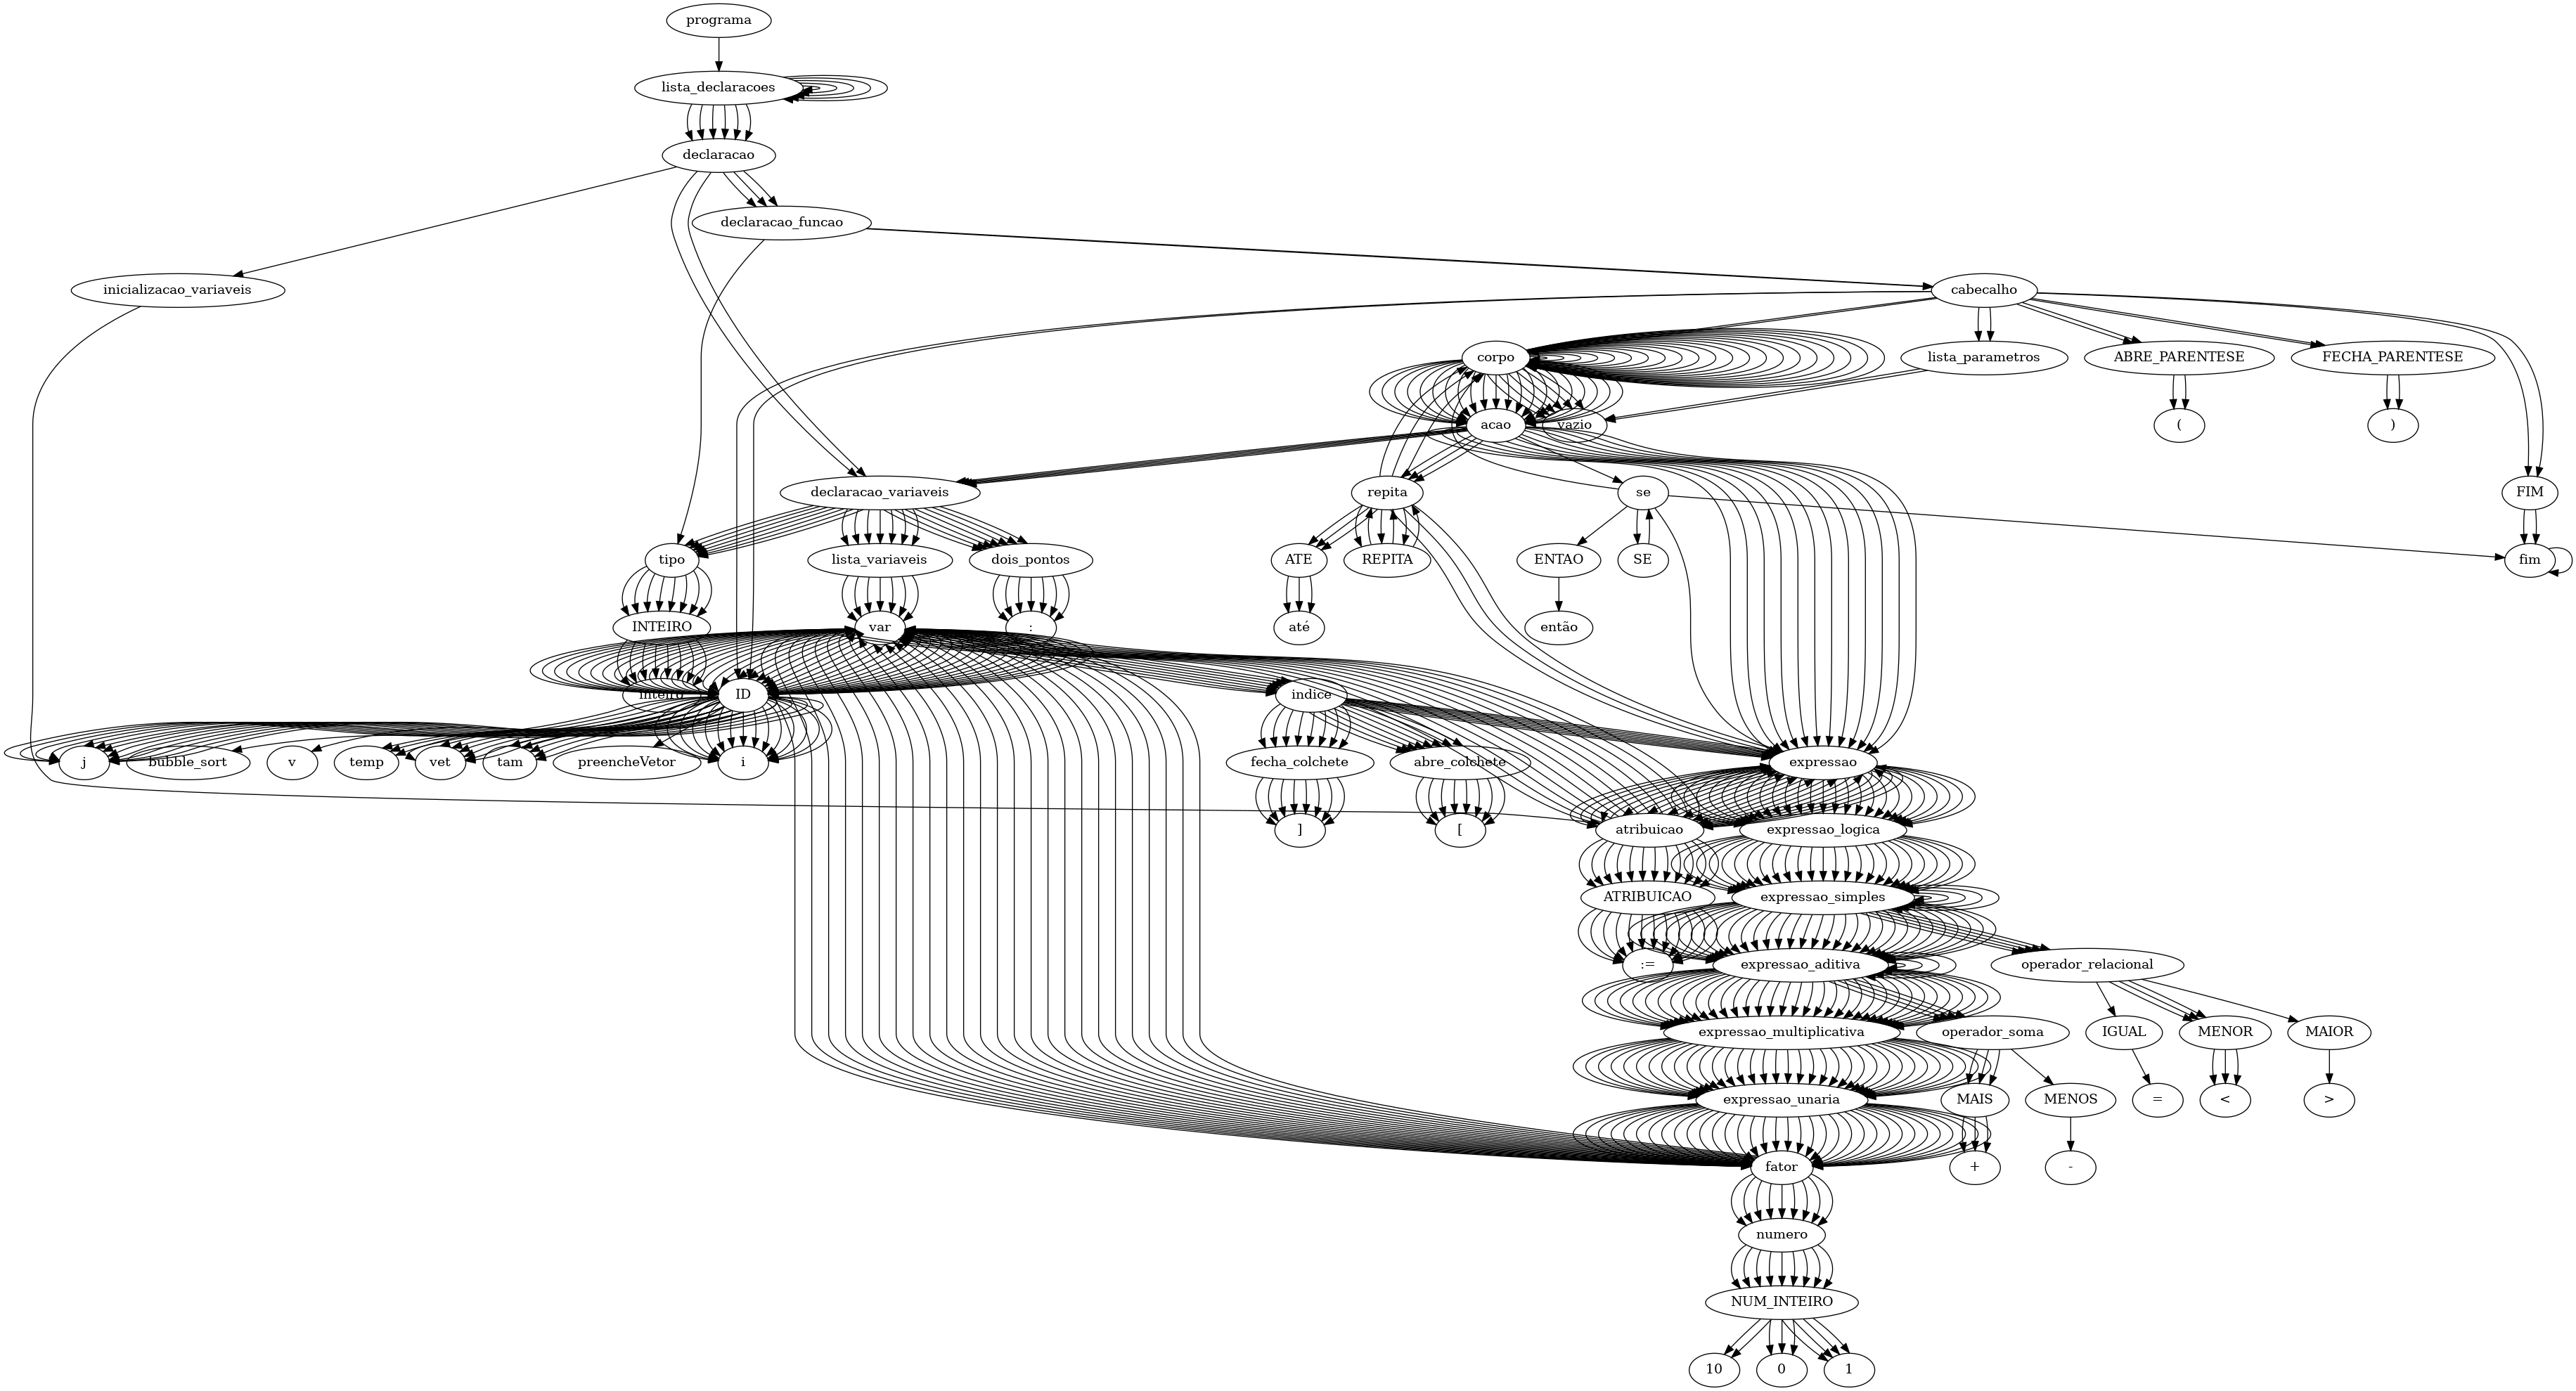 programa
lista_declaracoes
declaracao
declaracao_funcao
inicializacao_variaveis
cabecalho
corpo
lista_parametros
ABRE_PARENTESE
FECHA_PARENTESE
acao
vazio
(
)
declaracao_variaveis
repita
se
FIM
tipo
lista_variaveis
dois_pontos
ATE
REPITA
ENTAO
SE
fim
INTEIRO
var
:
até
então
inteiro
ID
indice
j
bubble_sort
v
temp
vet
tam
preencheVetor
i
fecha_colchete
abre_colchete
expressao
]
[
atribuicao
expressao_logica
ATRIBUICAO
expressao_simples
:=
expressao_aditiva
operador_relacional
expressao_multiplicativa
operador_soma
IGUAL
MENOR
MAIOR
expressao_unaria
MAIS
MENOS
=
<
>
fator
+
-
numero
NUM_INTEIRO
10
0
1